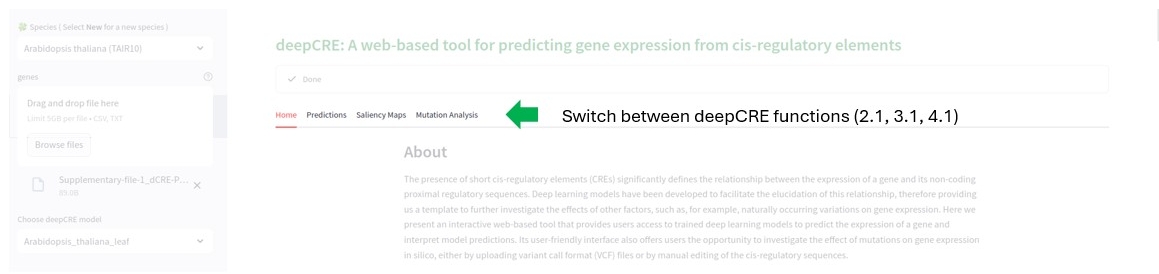 Species ( Select New for a new species )
Arabidopsis thaliana (TAIR10)
genes
Drag and drop file here
Limit 5GB per file • CSV, TXT
Browse files
Supplementary-file-1_dCRE-P...
99.0B
Choose deepCRE model
Arabidopsis_thaliana_leaf
deepCRE: A web-based tool for predicting gene expression from cis-regulatory elements
Done
Home Predictions Saliency Maps Mutation Analysis
Switch between deepCRE functions (2.1, 3.1, 4.1)
About
The presence of short cis-regulatory elements (CREs) significantly defines the relationship between the expression of a gene and its non-coding
proximal regulatory sequences. Deep learning models have been developed to facilitate the elucidation of this relationship, therefore providing
us a template to further investigate the effects of other factors, such as, for example, naturally occurring variations on gene expression. Here we
present an interactive web-based tool that provides users access to trained deep learning models to predict the expression of a gene and
interpret model predictions. Its user-friendly interface also offers users the opportunity to investigate the effect of mutations on gene expression
in silico, either by uploading variant call format (VCF) files or by manual editing of the cis-regulatory sequences.